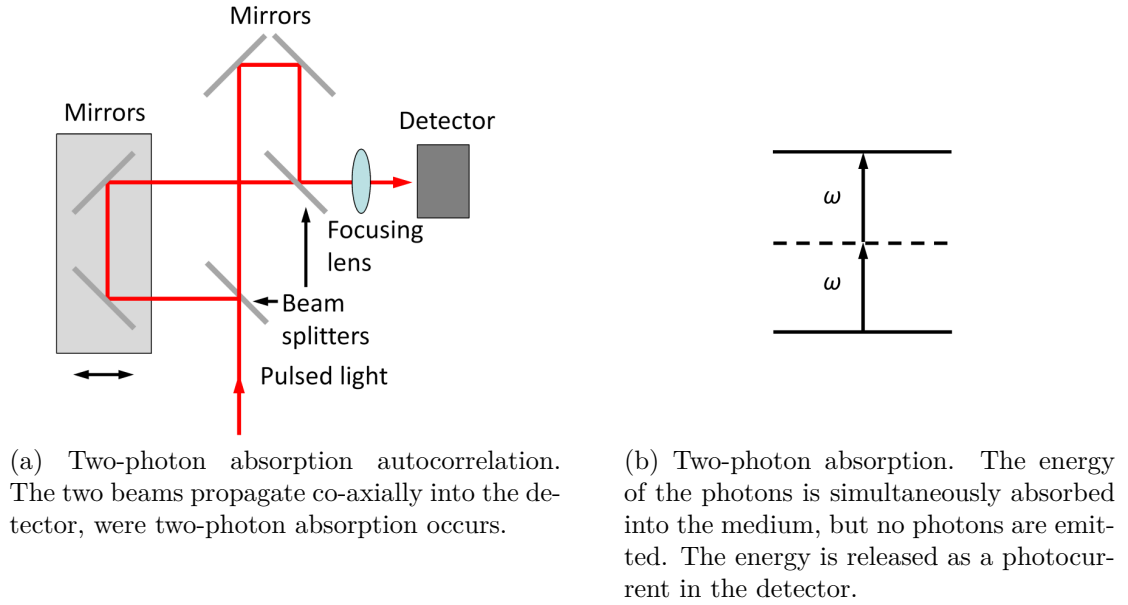 Mirrors
Mirrors
Detector
Focusing
lens
Beam
splitters
Pulsed light
ω
ω
(a) Two-photon absorption autocorrelation.
The two beams propagate co-axially into the de-
tector, were two-photon absorption occurs.
(b) Two-photon absorption. The energy
of the photons is simultaneously absorbed
into the medium, but no photons are emit-
ted. The energy is released as a photocur-
rent in the detector.